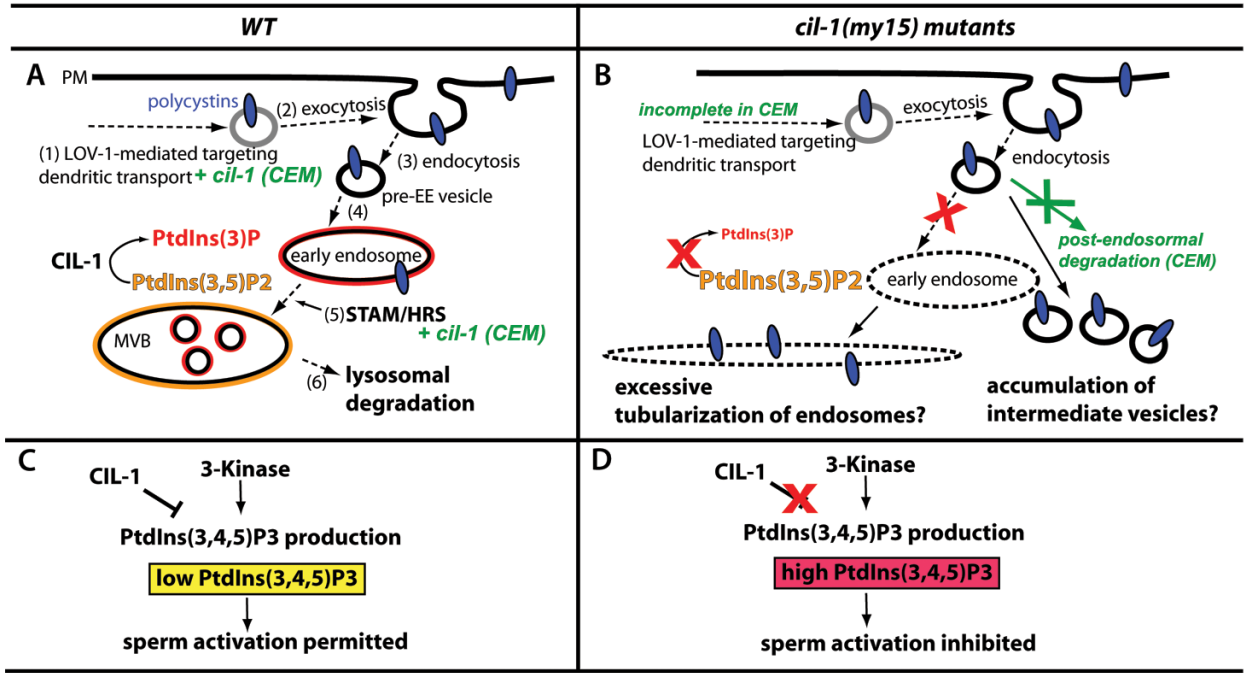 WT
cil-1(my15) mutants
A
PM
polycystins
(2) exocytosis
(1) LOV-1-mediated targeting
dendritic transport + cil-1 (CEM)
(3) endocytosis
pre-EE vesicle
(4)
PtdIns(3)P
CIL-1
PtdIns(3,5)P2
early endosome
(5) STAM/HRS
+ cil-1 (CEM)
MVB
(6)
lysosomal
degradation
B
incomplete in CEM
exocytosis
LOV-1-mediated targeting
dendritic transport
endocytosis
PtdIns(3)P
PtdIns(3,5)P2
early endosome
post-endosormal
degradation (CEM)
excessive
tubularization of endosomes?
accumulation of
intermediate vesicles?
C
CIL-1
3-Kinase
PtdIns(3,4,5)P3 production
low PtdIns(3,4,5)P3
sperm activation permitted
D
CIL-1
3-Kinase
PtdIns(3,4,5)P3 production
high PtdIns(3,4,5)P3
sperm activation inhibited